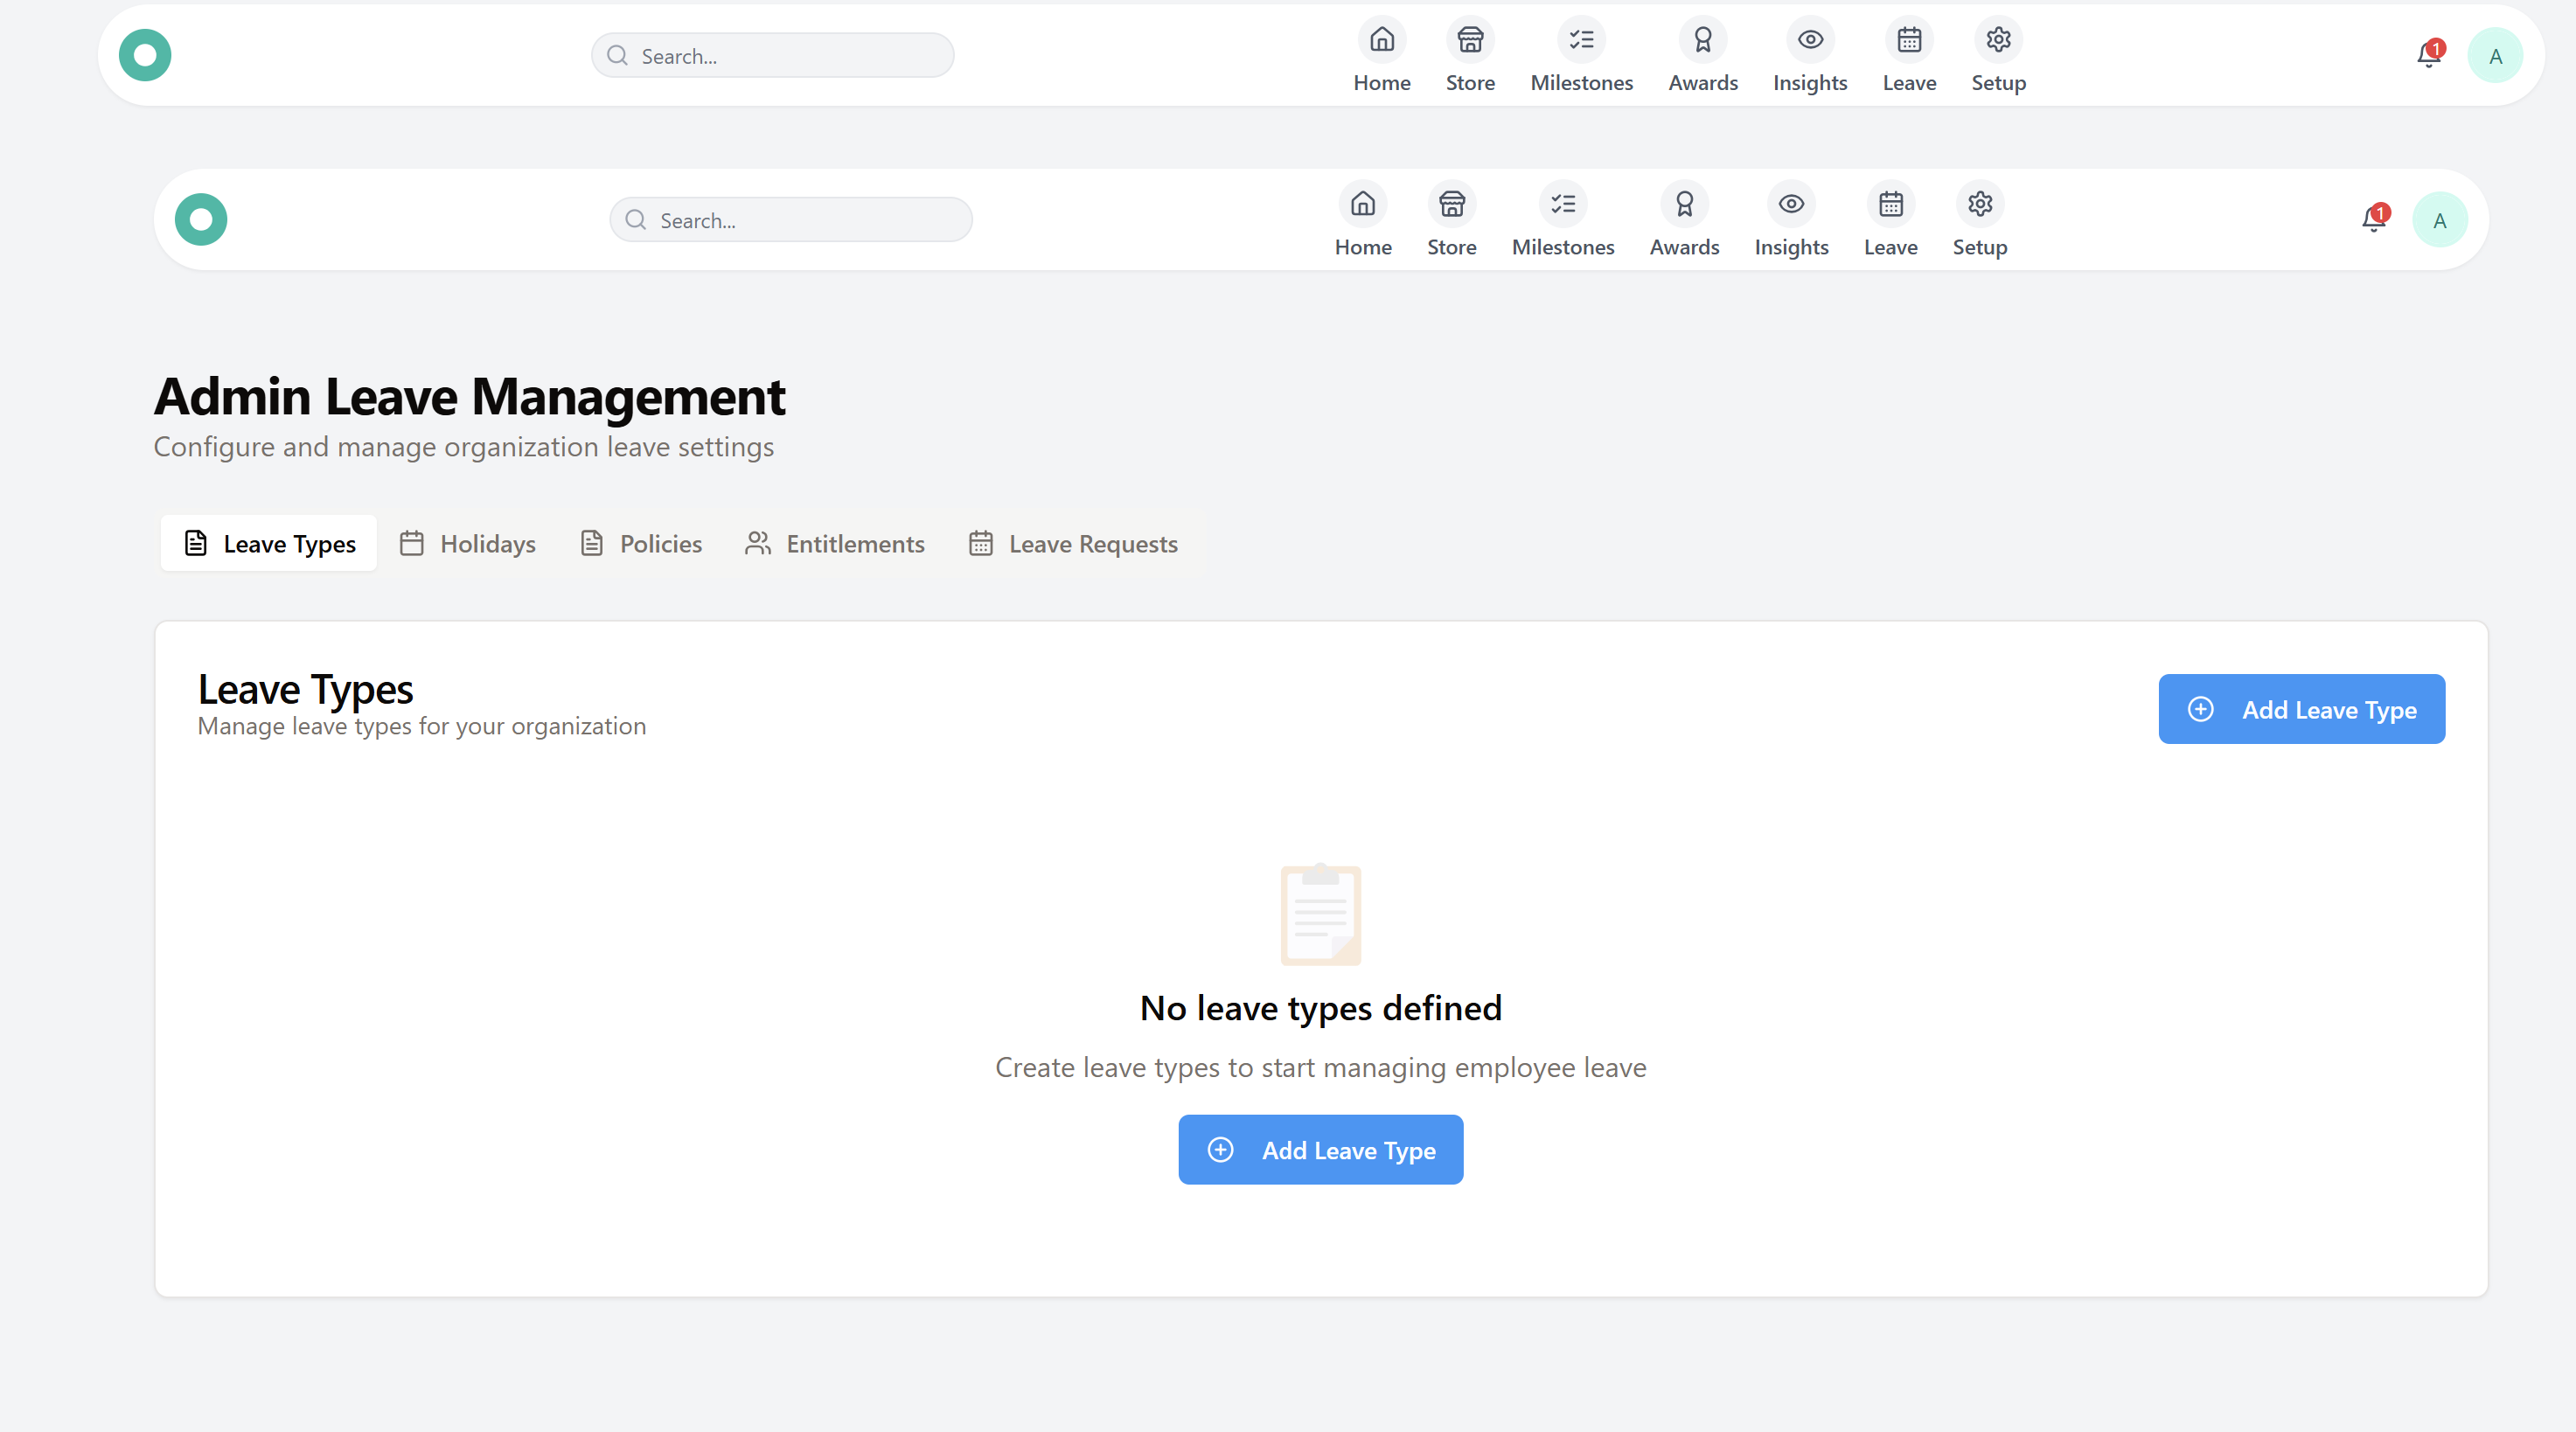 Search...
Home Store Milestones Awards Insights Leave Setup
1
A
Search...
Home Store Milestones Awards Insights Leave Setup
1
A
Admin Leave Management
Configure and manage organization leave settings
Leave Types Holidays Policies Entitlements Leave Requests
Leave Types
Manage leave types for your organization
Add Leave Type
No leave types defined
Create leave types to start managing employee leave
Add Leave Type